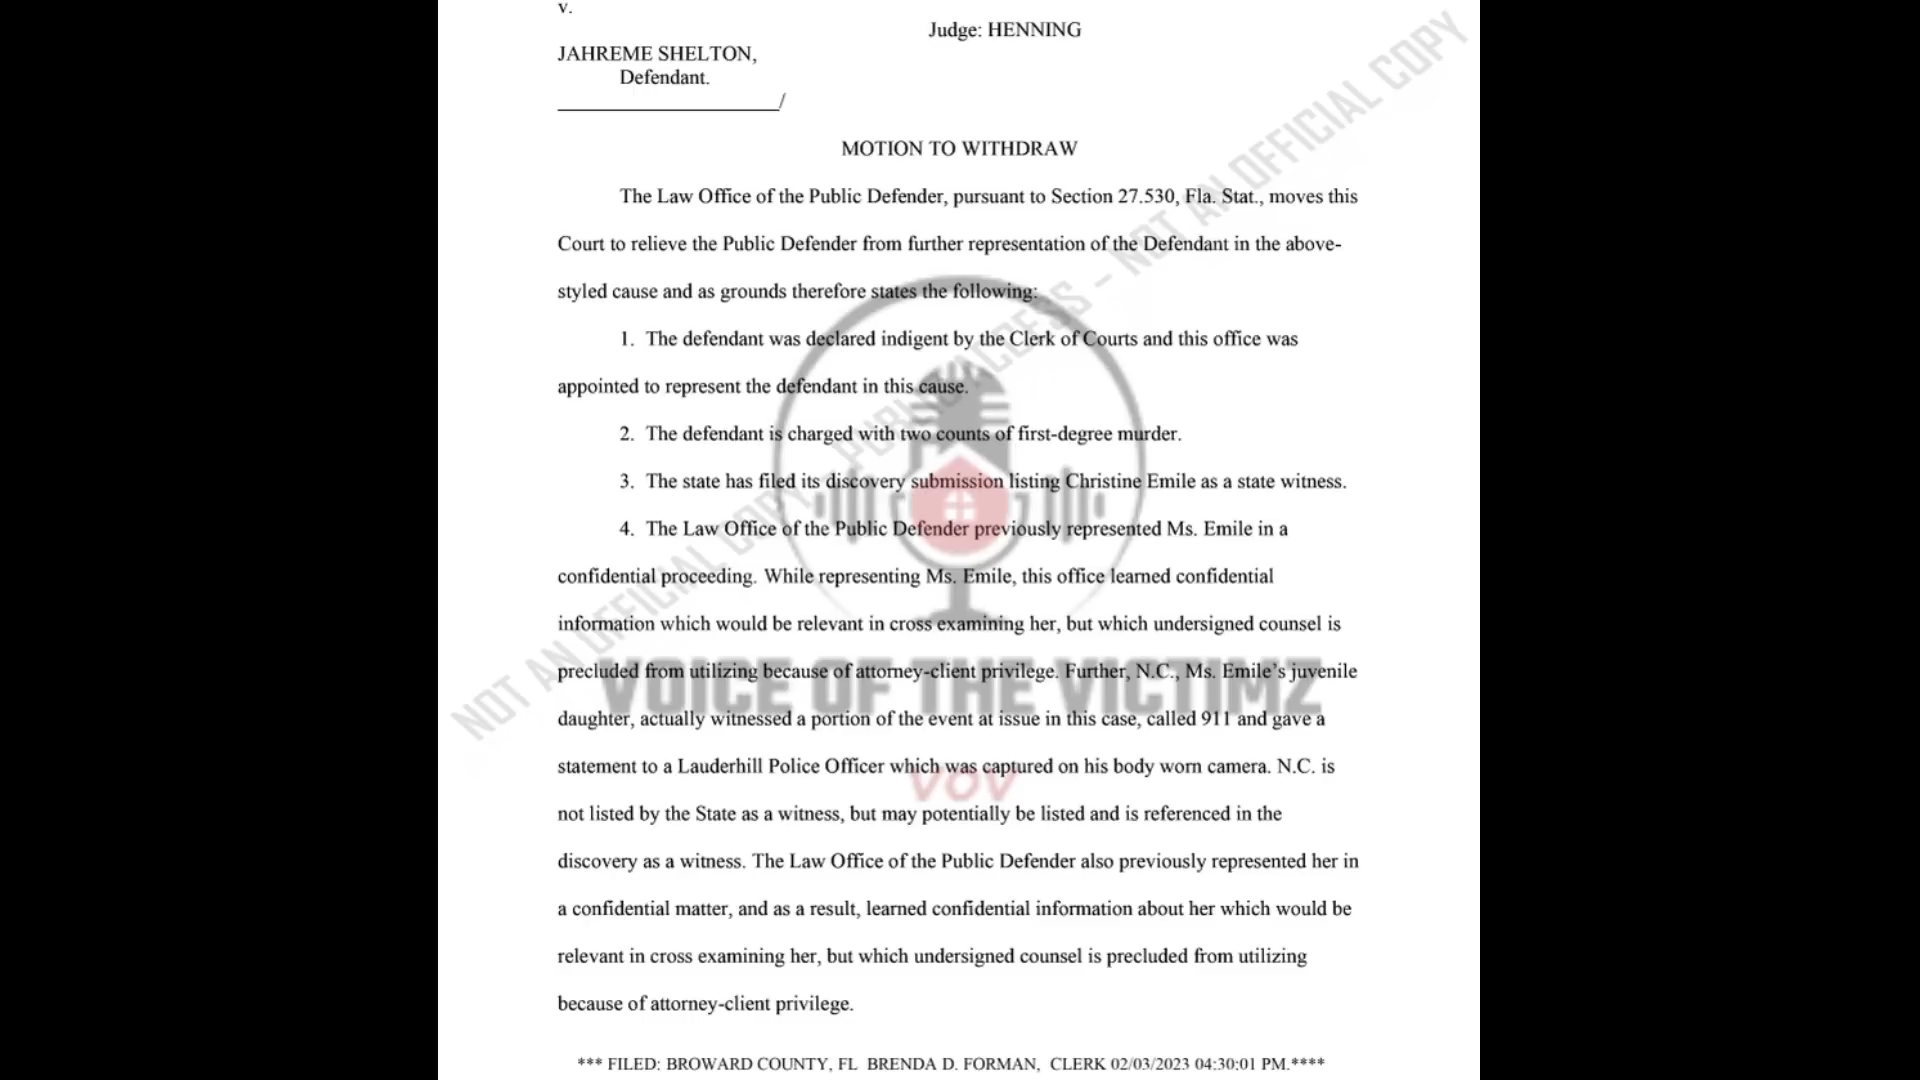 v.
Judge: HENNING
JAHREME SHELTON,
Defendant.
/
MOTION TO WITHDRAW
The Law Office of the Public Defender, pursuant to Section 27.530, Fla. Stat., moves this
Court to relieve the Public Defender from further representation of the Defendant in the above-
styled cause and as grounds therefore states the following:
1. The defendant was declared indigent by the Clerk of Courts and this office was
appointed to represent the defendant in this cause.
2. The defendant is charged with two counts of first-degree murder.
3. The state has filed its discovery submission listing Christine Emile as a state witness.
4. The Law Office of the Public Defender previously represented Ms. Emile in a
confidential proceeding. While representing Ms. Emile, this office learned confidential
information which would be relevant in cross examining her, but which undersigned counsel is
precluded from utilizing because of attorney-client privilege. Further, N.C., Ms. Emile's juvenile
daughter, actually witnessed a portion of the event at issue in this case, called 911 and gave a
statement to a Lauderhill Police Officer which was captured on his body worn camera. N.C. is
not listed by the State as a witness, but may potentially be listed and is referenced in the
discovery as a witness. The Law Office of the Public Defender also previously represented her in
a confidential matter, and as a result, learned confidential information about her which would be
relevant in cross examining her, but which undersigned counsel is precluded from utilizing
because of attorney-client privilege.
*** FILED: BROWARD COUNTY, FL BRENDA D. FORMAN, CLERK 02/03/2023 04:30:01 PM.****
NOT AN OFFICIAL COPY - PUBLIC ACCESS - NOT AN OFFICIAL COPY
VOICE OF THE VICTIMZ
VOV